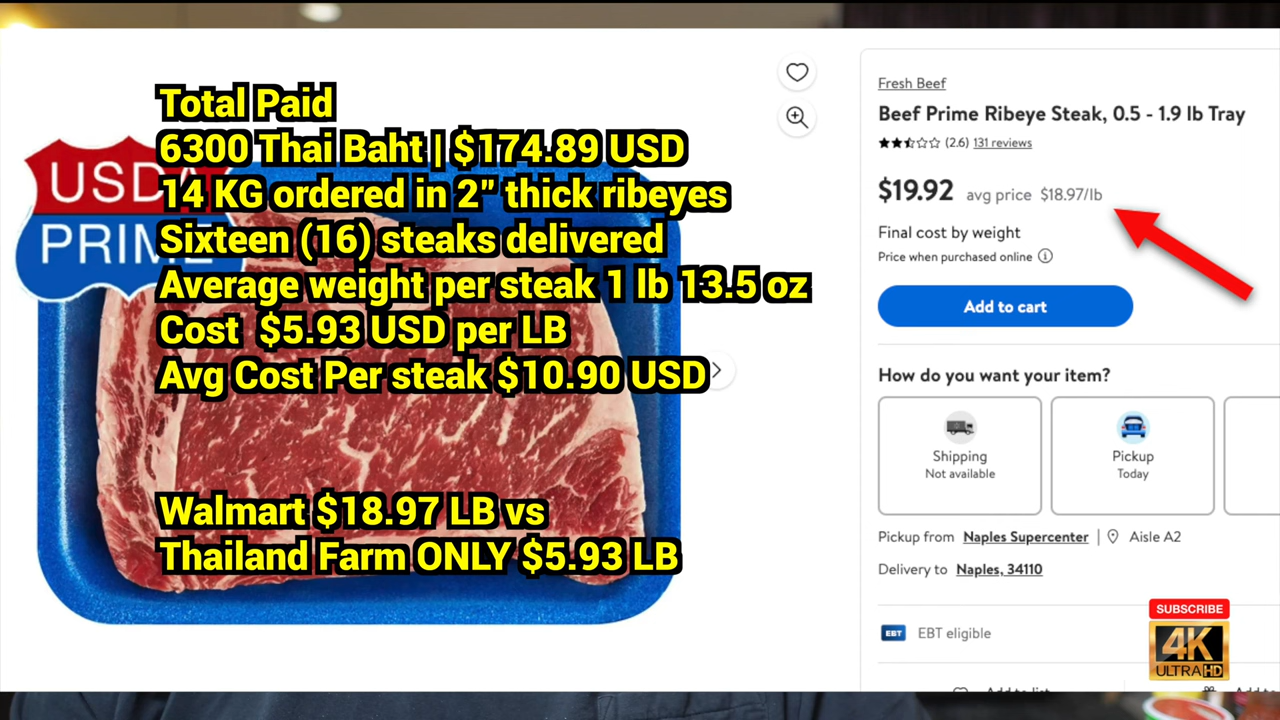 Total Paid
6300 Thai Baht | $174.89 USD
14 KG ordered in 2" thick ribeyes
Sixteen (16) steaks delivered
Average weight per steak 1 lb 13.5 oz
Cost $5.93 USD per LB
Avg Cost Per steak $10.90 USD
Walmart $18.97 LB vs
Thailand Farm ONLY $5.93 LB
USDA
PRIME
Fresh Beef
Beef Prime Ribeye Steak, 0.5 - 1.9 lb Tray
(2.6) 131 reviews
$19.92 avg price $18.97/lb
Final cost by weight
Price when purchased online
Add to cart
How do you want your item?
Shipping
Not available
Pickup
Today
Pickup from Naples Supercenter | Aisle A2
Delivery to Naples, 34110
EBT EBT eligible
SUBSCRIBE
4K
ULTRA HD
Add to list